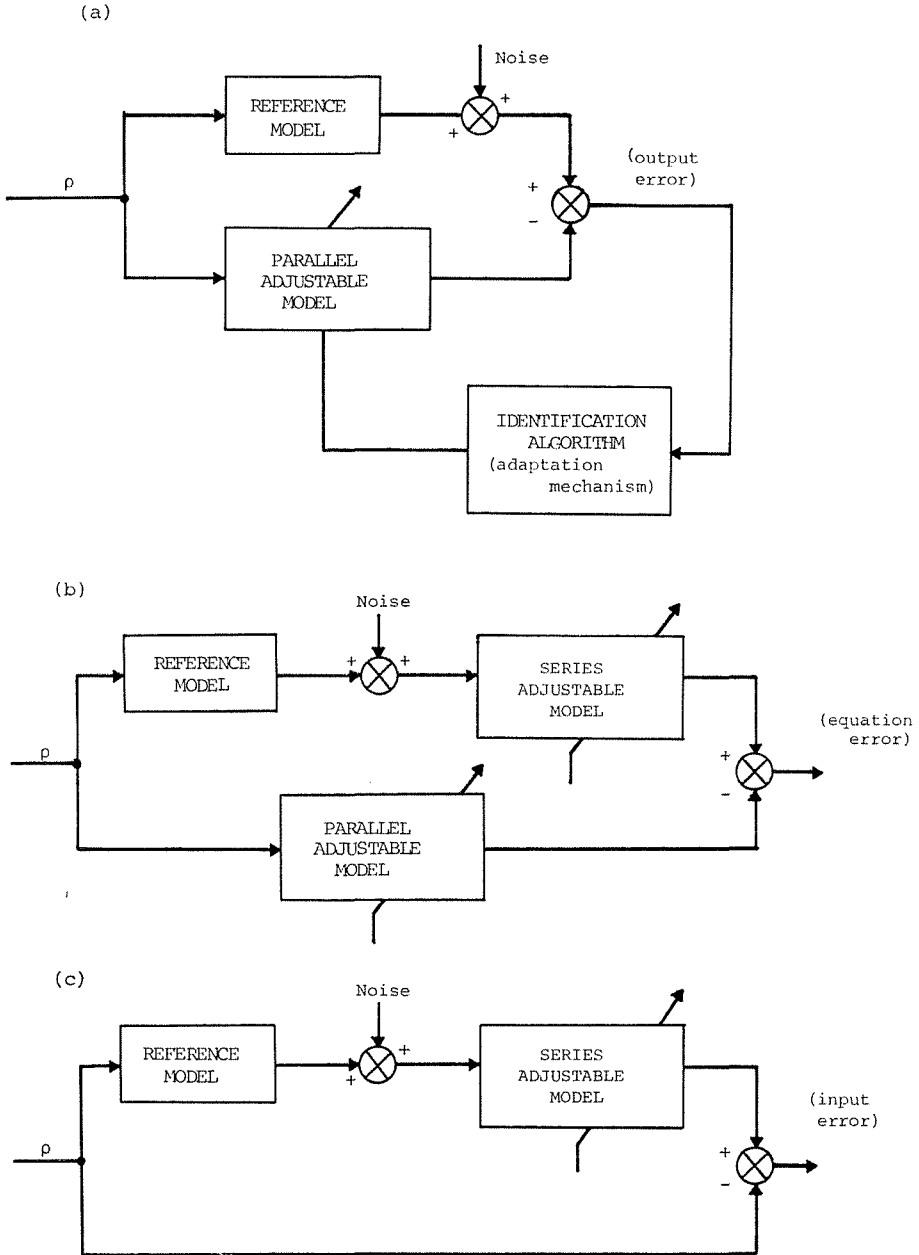 (a)
Noise
REFERENCE
MODEL
+
+
ρ
(output
error)
+
-
PARALLEL
ADJUSTABLE
MODEL
IDENTIFICATION
ALGORITHM
(adaptation
mechanism)
(b)
Noise
REFERENCE
MODEL
+
+
SERIES
ADJUSTABLE
MODEL
(equation
error)
ρ
+
-
PARALLEL
ADJUSTABLE
MODEL
(c)
Noise
REFERENCE
MODEL
+
+
SERIES
ADJUSTABLE
MODEL
(input
error)
ρ
+
-